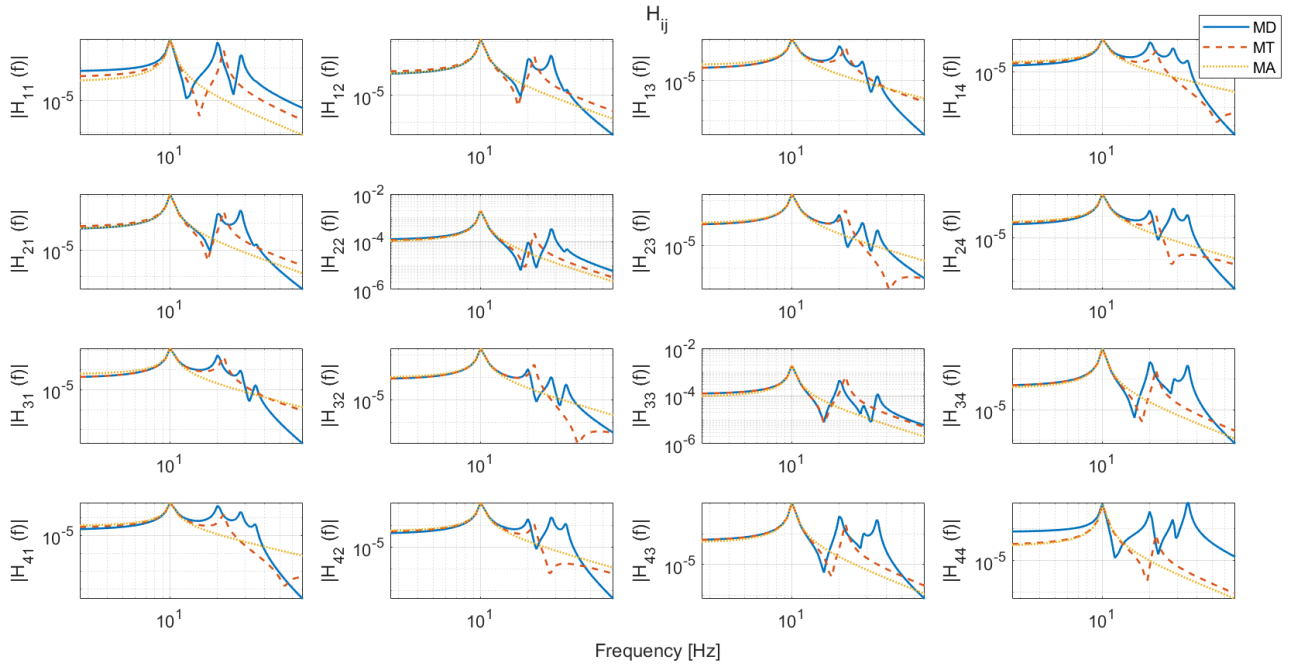 H_ij
MD
MT
MA
|H_11 (f)|
10^-5
10^1
|H_12 (f)|
10^-5
10^1
|H_13 (f)|
10^-5
10^1
|H_14 (f)|
10^-5
10^1
|H_21 (f)|
10^-5
10^1
|H_22 (f)|
10^-2
10^-4
10^-6
10^1
|H_23 (f)|
10^-5
10^1
|H_24 (f)|
10^-5
10^1
|H_31 (f)|
10^-5
10^1
|H_32 (f)|
10^-5
10^1
|H_33 (f)|
10^-2
10^-4
10^-6
10^1
|H_34 (f)|
10^-5
10^1
|H_41 (f)|
10^-5
10^1
|H_42 (f)|
10^-5
10^1
|H_43 (f)|
10^-5
10^1
|H_44 (f)|
10^-5
10^1
Frequency [Hz]